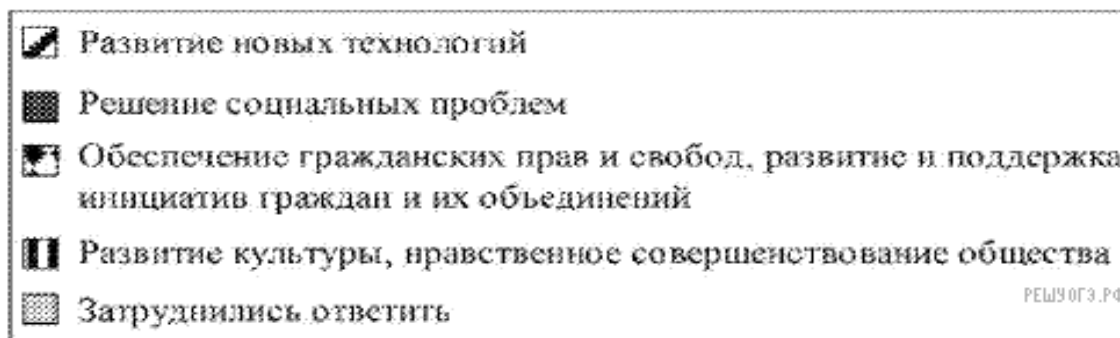 Развитие новых технологий
Решение социальных проблем
Обеспечение гражданских прав и свобод, развитие и поддержка
инициатив граждан и их объединений
Развитие культуры, нравственное совершенствование общества
РЕШУОГЭ.РФ
Затруднились ответить